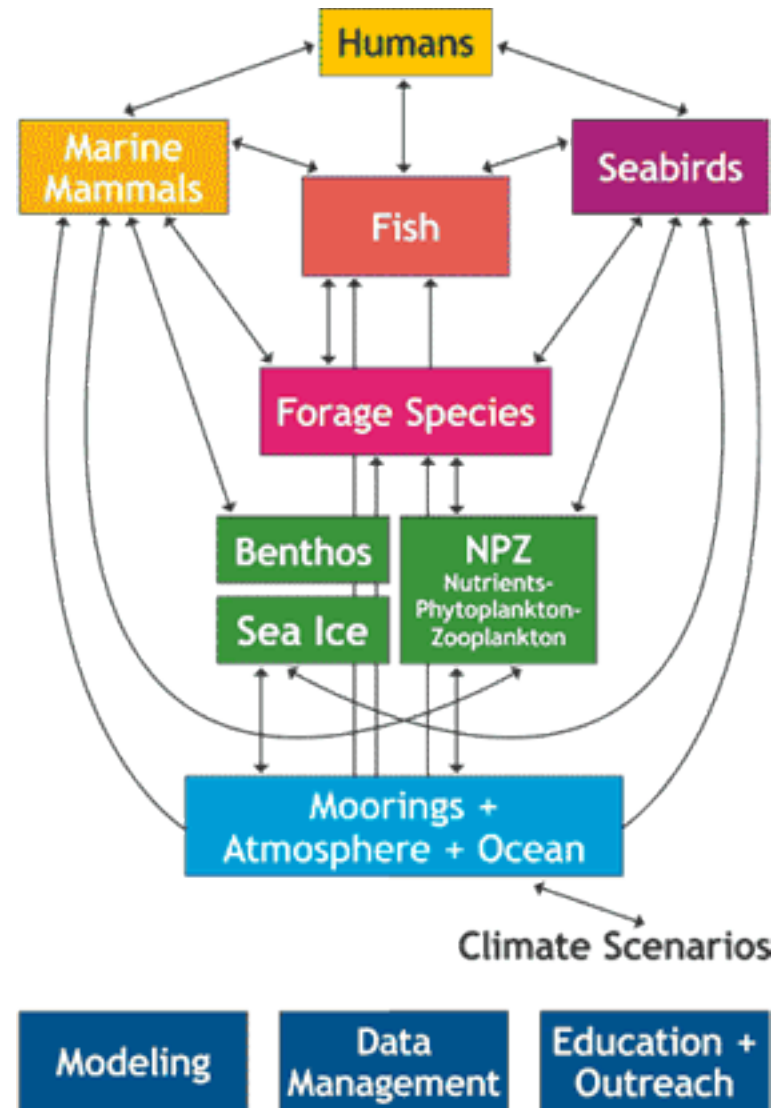 Humans
Marine
Mammals
Seabirds
Fish
Forage Species
Benthos
NPZ
Nutrients-
Phytoplankton-
Zooplankton
Sea Ice
Moorings +
Atmosphere + Ocean
Climate Scenarios
Modeling
Data
Management
Education +
Outreach